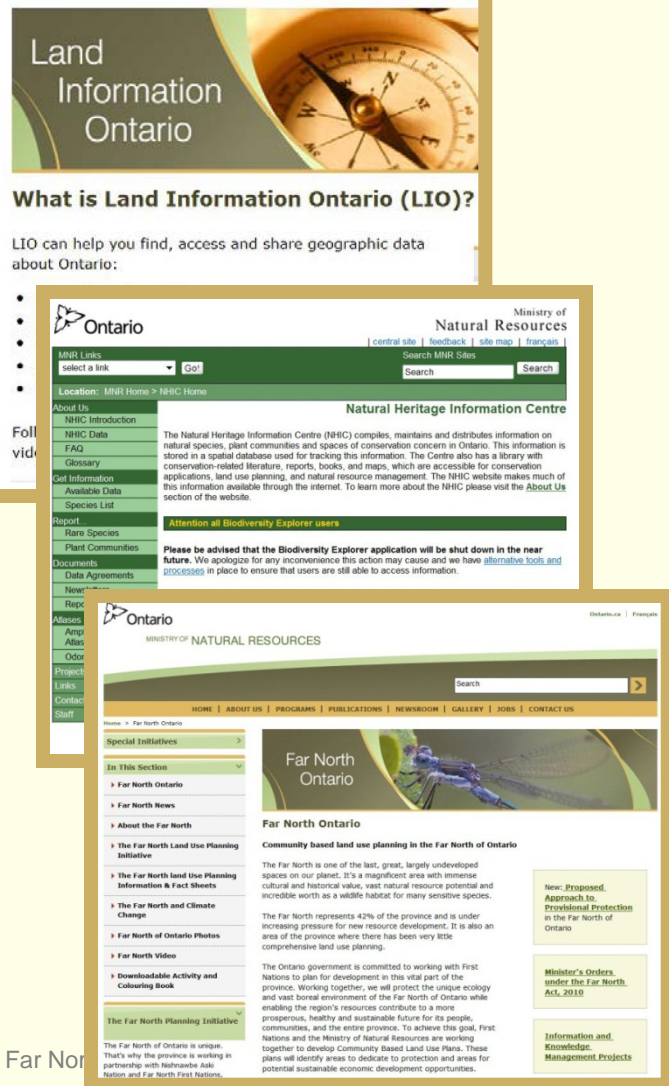 Land
Information
Ontario
What is Land Information Ontario (LIO)?
LIO can help you find, access and share geographic data
about Ontario:
Ontario
Ministry of
Natural Resources
| central site | feedback | site map | français |
MNR Links
select a link
Go!
Search MNR Sites
Search
Search
Location: MNR Home > NHIC Home
About Us
NHIC Introduction
NHIC Data
FAQ
Glossary
Get Information
Available Data
Species List
Report...
Rare Species
Plant Communities
Documents
Data Agreements
Natural Heritage Information Centre
The Natural Heritage Information Centre (NHIC) compiles, maintains and distributes information on
natural species, plant communities and spaces of conservation concern in Ontario. This information is
stored in a spatial database used for tracking this information. The Centre also has a library with
conservation-related literature, reports, books, and maps, which are accessible for conservation
applications, land use planning, and natural resource management. The NHIC website makes much of
this information available through the internet. To learn more about the NHIC please visit the About Us
section of the website.
Attention all Biodiversity Explorer users
Please be advised that the Biodiversity Explorer application will be shut down in the near
future. We apologize for any inconvenience this action may cause and we have alternative tools and
processes in place to ensure that users are still able to access information.
Atlases
Projects
Links
Contact
Staff
Ontario
Ontario.ca | Français
MINISTRY OF NATURAL RESOURCES
Search
HOME | ABOUT US | PROGRAMS | PUBLICATIONS | NEWSROOM | GALLERY | JOBS | CONTACT US
Home > Far North Ontario
Special Initiatives
In This Section
Far North Ontario
Far North News
About the Far North
The Far North Land Use Planning
Initiative
The Far North land Use Planning
Information & Fact Sheets
The Far North and Climate
Change
Far North of Ontario Photos
Far North Video
Downloadable Activity and
Colouring Book
The Far North Planning Initiative
The Far North of Ontario is unique.
That's why the province is working in
partnership with Nishnawbe Aski
Nation and Far North First Nations,
Far North
Ontario
Far North Ontario
Community based land use planning in the Far North of Ontario
The Far North is one of the last, great, largely undeveloped
spaces on our planet. It's a magnificent area with immense
cultural and historical value, vast natural resource potential and
incredible worth as a wildlife habitat for many sensitive species.
The Far North represents 42% of the province and is under
increasing pressure for new resource development. It is also an
area of the province where there has been very little
comprehensive land use planning.
The Ontario government is committed to working with First
Nations to plan for development in this vital part of the
province. Working together, we will protect the unique ecology
and vast boreal environment of the Far North of Ontario while
enabling the region's resources contribute to a more
prosperous, healthy and sustainable future for its people,
communities, and the entire province. To achieve this goal, First
Nations and the Ministry of Natural Resources are working
together to develop Community Based Land Use Plans. These
plans will identify areas to dedicate to protection and areas for
potential sustainable economic development opportunities.
New: Proposed
Approach to
Provisional Protection
in the Far North of
Ontario
Minister's Orders
under the Far North
Act, 2010
Information and
Knowledge
Management Projects
Far